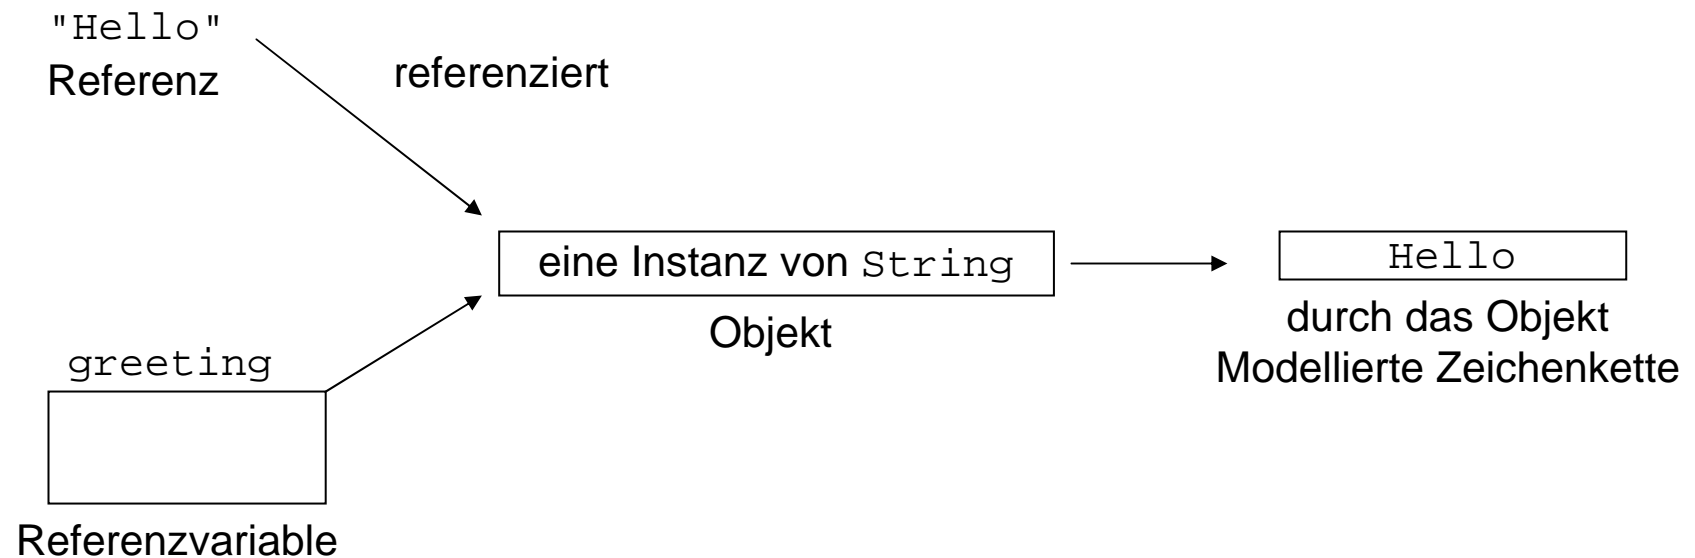 "Hello"
Referenz
referenziert
eine Instanz von String
Objekt
Hello
durch das Objekt
Modellierte Zeichenkette
greeting
Referenzvariable